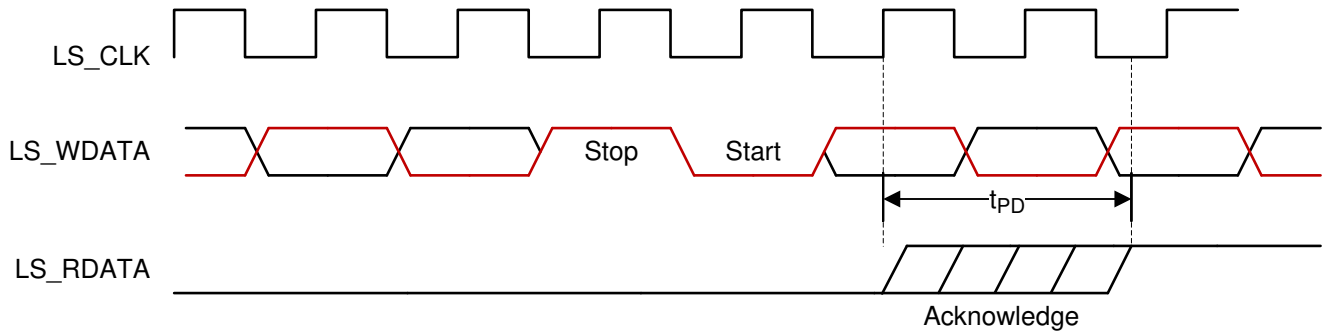 LS_CLK
LS_WDATA
Stop
Start
tPD
LS_RDATA
Acknowledge